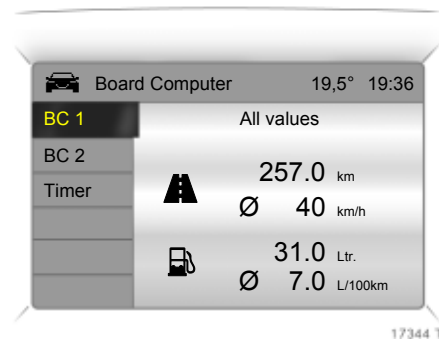 Board Computer 19,5° 19:36
BC 1
All values
BC 2
Timer
257.0 km
Ø 40 km/h
31.0 Ltr.
Ø 7.0 L/100km
17344 T